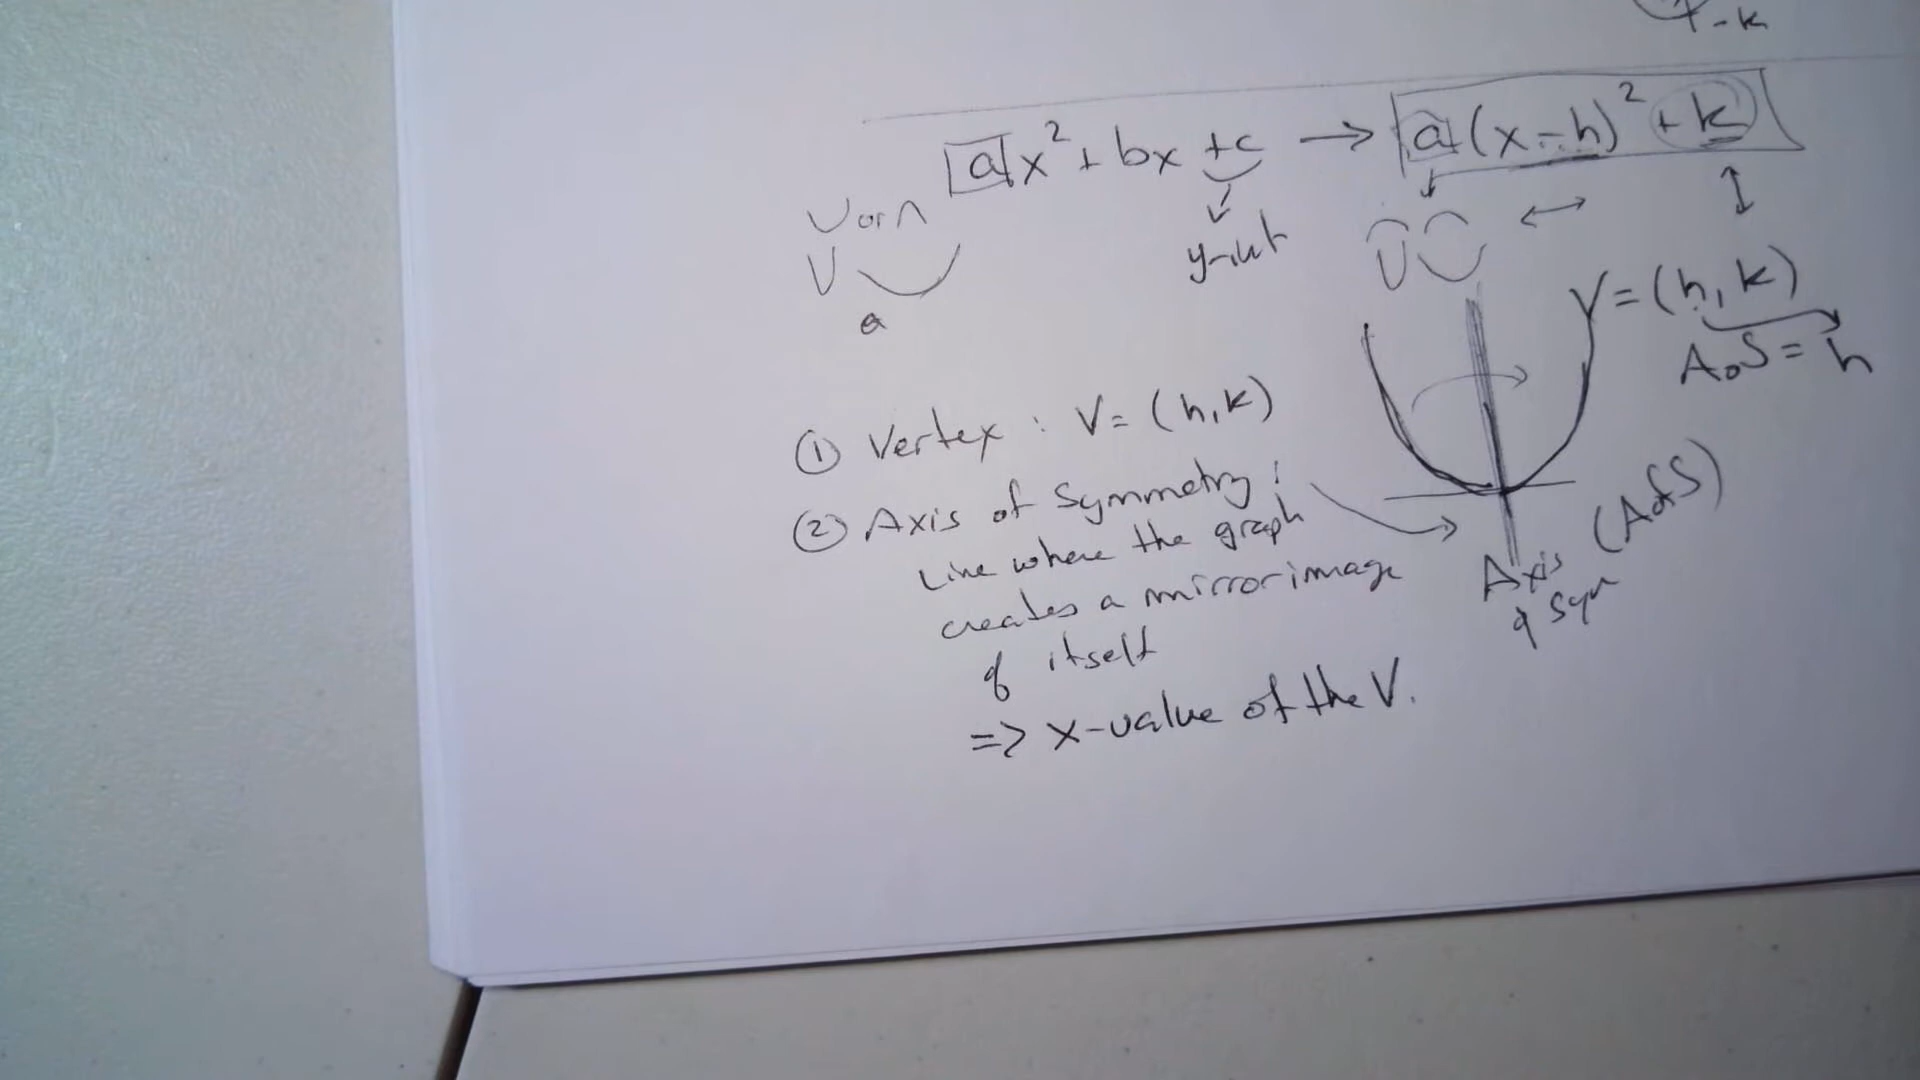 -k
ax² + bx + c → a(x-h)² + k
∪ or ∩
y-int
a
V = (h, k)
AoS = h
① Vertex : V = (h, k)
② Axis of Symmetry :
Line where the graph
creates a mirror image
of itself
=> x-value of the V.
Axis
of Sym
(AofS)